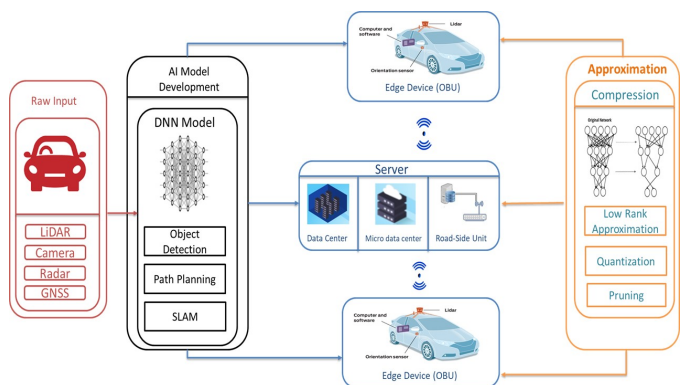 Raw Input
LiDAR
Camera
Radar
GNSS
AI Model
Development
DNN Model
Object
Detection
Path Planning
SLAM
Computer and
software
Lidar
Orientation sensor
Edge Device (OBU)
Server
Data Center
Micro data center
Road-Side Unit
Computer and
software
Lidar
Orientation sensor
Edge Device (OBU)
Approximation
Compression
Original Network
Low Rank
Approximation
Quantization
Pruning